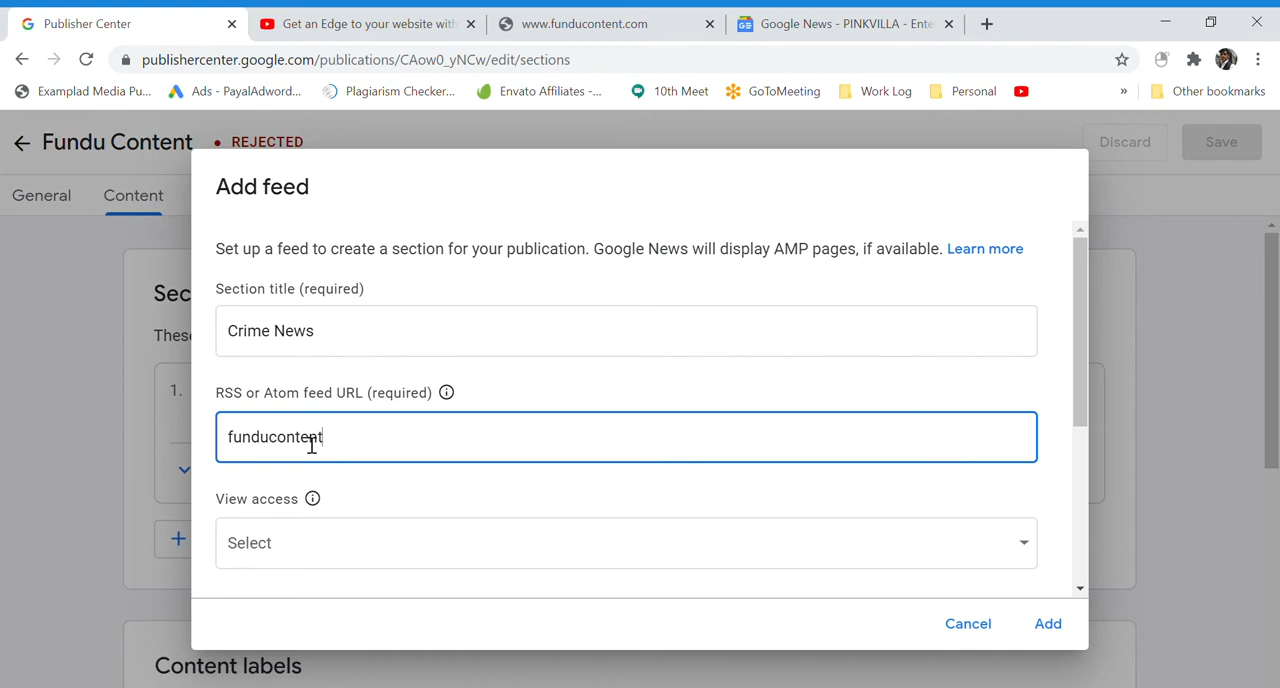 Publisher Center
Get an Edge to your website with
www.funducontent.com
Google News - PINKVILLA - Ente
publishercenter.google.com/publications/CAow0_yNCw/edit/sections
Examplad Media Pu...
Ads - PayalAdword...
Plagiarism Checker...
Envato Affiliates -...
10th Meet
GoToMeeting
Work Log
Personal
»
Other bookmarks
Fundu Content
• REJECTED
Discard
Save
General
Content
Add feed
Set up a feed to create a section for your publication. Google News will display AMP pages, if available. Learn more
Section title (required)
Sec
Crime News
These
1.
RSS or Atom feed URL (required)
funducontent
View access
Select
Cancel
Add
Content labels